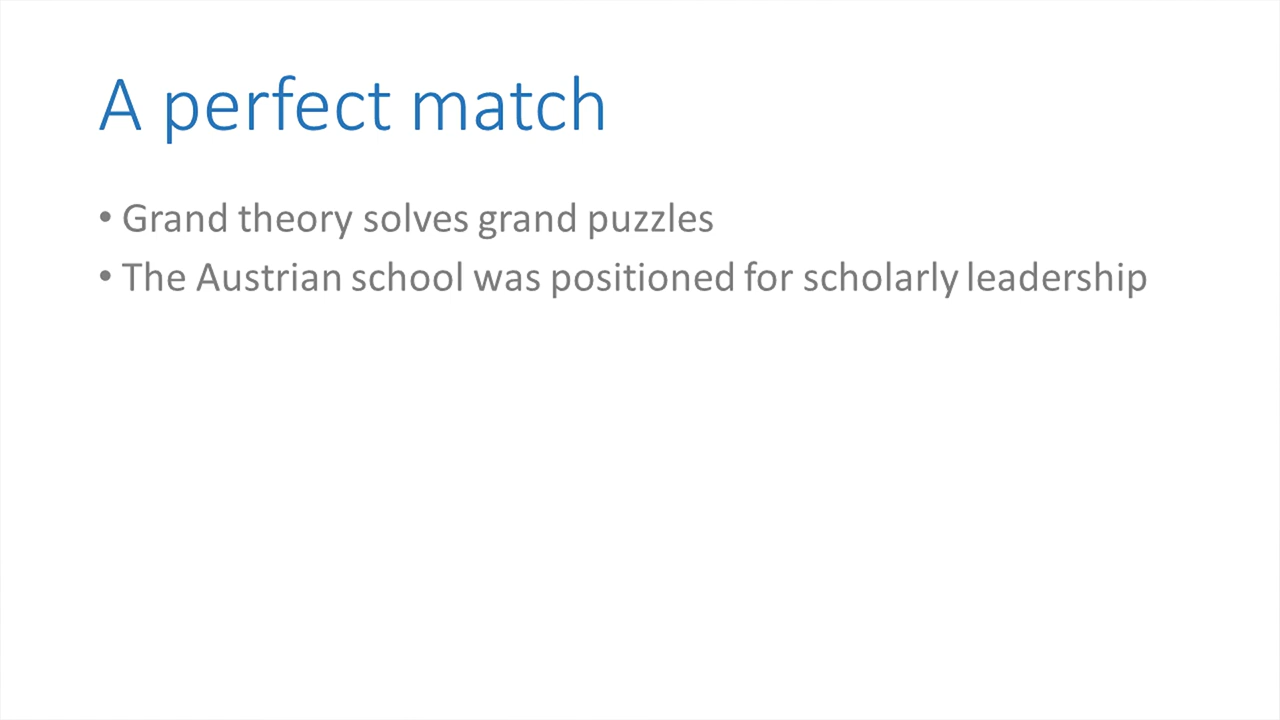 A perfect match
• Grand theory solves grand puzzles
• The Austrian school was positioned for scholarly leadership